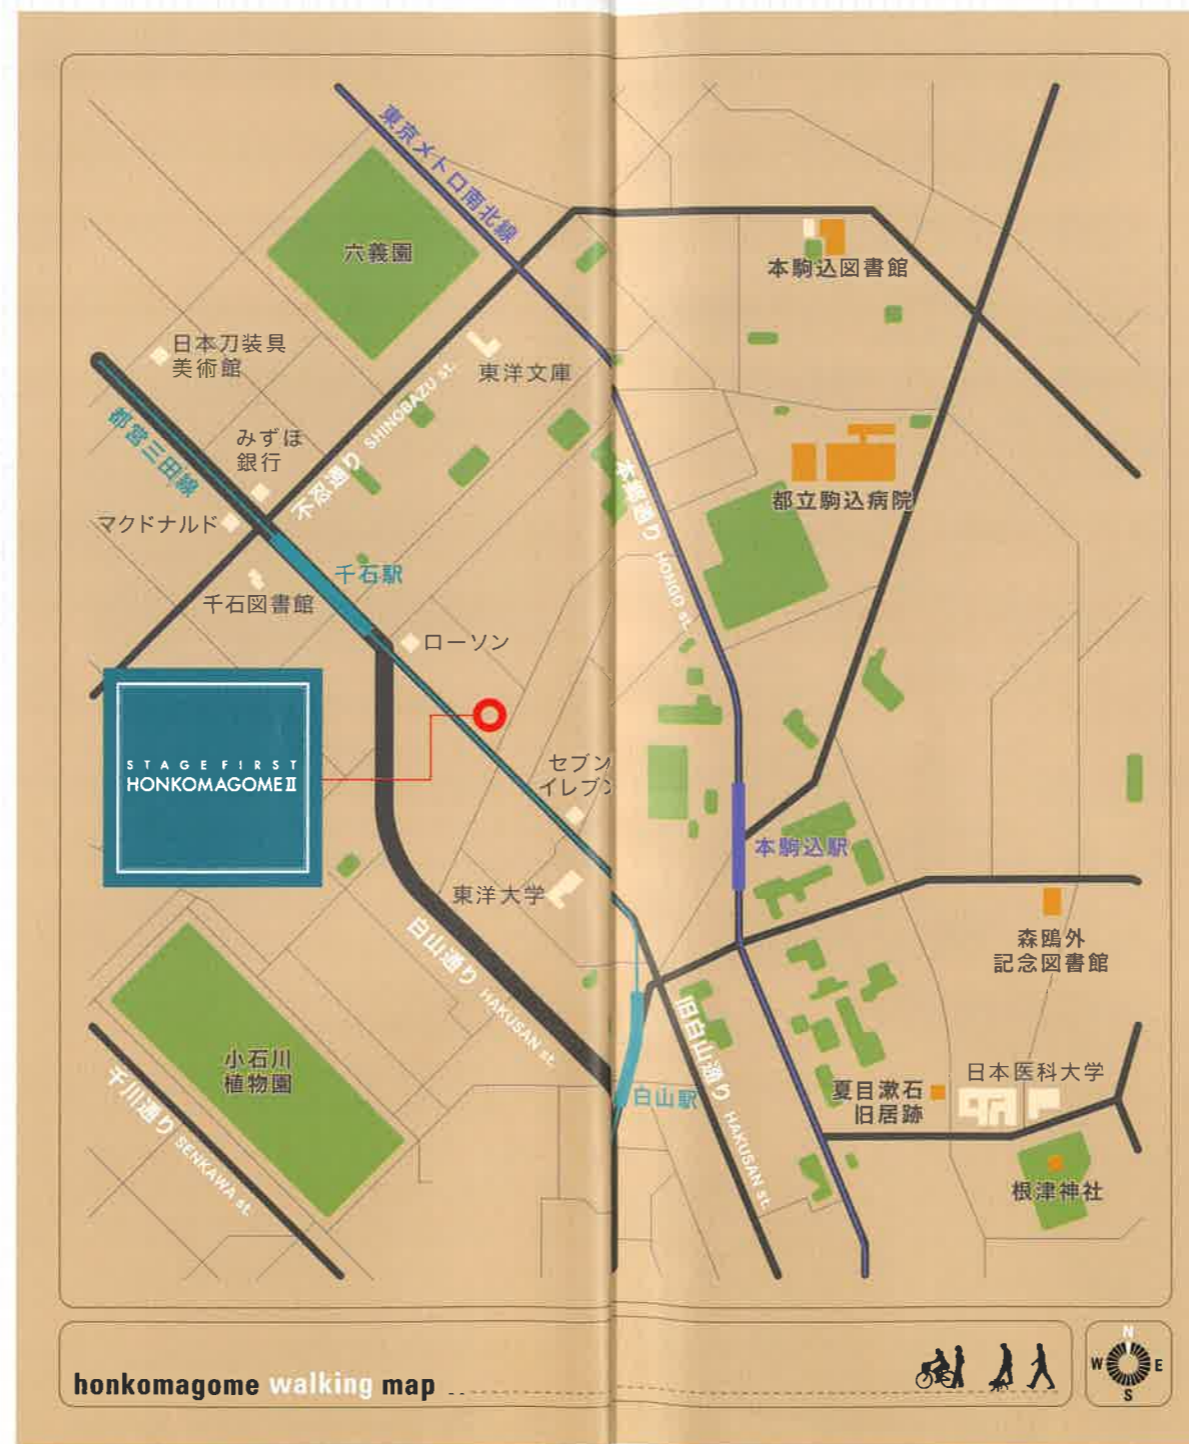 東京メトロ南北線
六義園
本駒込図書館
日本刀装具
美術館
東洋文庫
都営三田線
みずほ
銀行
不忍通り SHINOBAZU st.
マクドナルド
本郷通り HONGO st.
都立駒込病院
千石駅
千石図書館
ローソン
STAGE FIRST
HONKOMAGOME II
セブン
イレブン
本駒込駅
東洋大学
白山通り HAKUSAN st.
森鴎外
記念図書館
旧白山通り HAKUSAN st.
小石川
植物園
千川通り SENKAWA st.
白山駅
夏目漱石
旧居跡
日本医科大学
根津神社
honkomagome walking map
N
W E
S